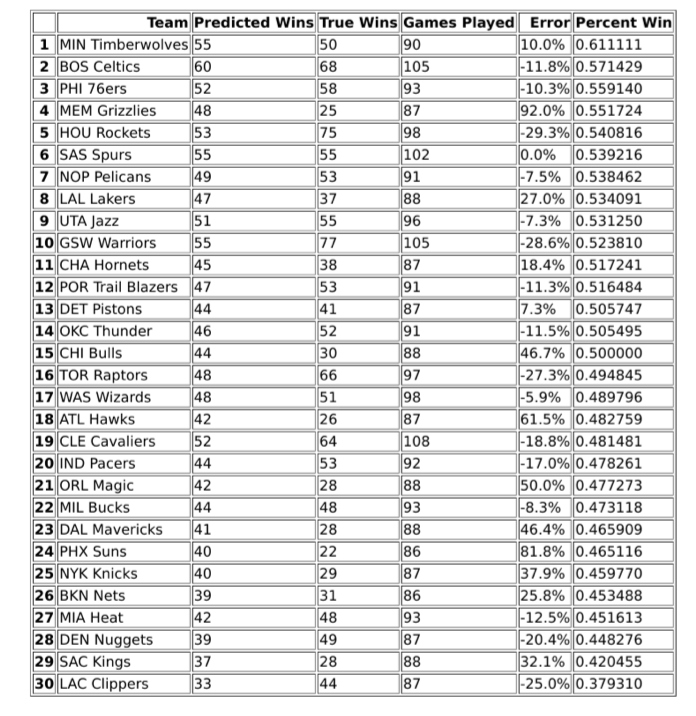 Team Predicted Wins True Wins Games Played Error Percent Win
1 MIN Timberwolves 55 50 90 10.0% 0.611111
2 BOS Celtics 60 68 105 -11.8% 0.571429
3 PHI 76ers 52 58 93 -10.3% 0.559140
4 MEM Grizzlies 48 25 87 92.0% 0.551724
5 HOU Rockets 53 75 98 -29.3% 0.540816
6 SAS Spurs 55 55 102 0.0% 0.539216
7 NOP Pelicans 49 53 91 -7.5% 0.538462
8 LAL Lakers 47 37 88 27.0% 0.534091
9 UTA Jazz 51 55 96 -7.3% 0.531250
10 GSW Warriors 55 77 105 -28.6% 0.523810
11 CHA Hornets 45 38 87 18.4% 0.517241
12 POR Trail Blazers 47 53 91 -11.3% 0.516484
13 DET Pistons 44 41 87 7.3% 0.505747
14 OKC Thunder 46 52 91 -11.5% 0.505495
15 CHI Bulls 44 30 88 46.7% 0.500000
16 TOR Raptors 48 66 97 -27.3% 0.494845
17 WAS Wizards 48 51 98 -5.9% 0.489796
18 ATL Hawks 42 26 87 61.5% 0.482759
19 CLE Cavaliers 52 64 108 -18.8% 0.481481
20 IND Pacers 44 53 92 -17.0% 0.478261
21 ORL Magic 42 28 88 50.0% 0.477273
22 MIL Bucks 44 48 93 -8.3% 0.473118
23 DAL Mavericks 41 28 88 46.4% 0.465909
24 PHX Suns 40 22 86 81.8% 0.465116
25 NYK Knicks 40 29 87 37.9% 0.459770
26 BKN Nets 39 31 86 25.8% 0.453488
27 MIA Heat 42 48 93 -12.5% 0.451613
28 DEN Nuggets 39 49 87 -20.4% 0.448276
29 SAC Kings 37 28 88 32.1% 0.420455
30 LAC Clippers 33 44 87 -25.0% 0.379310